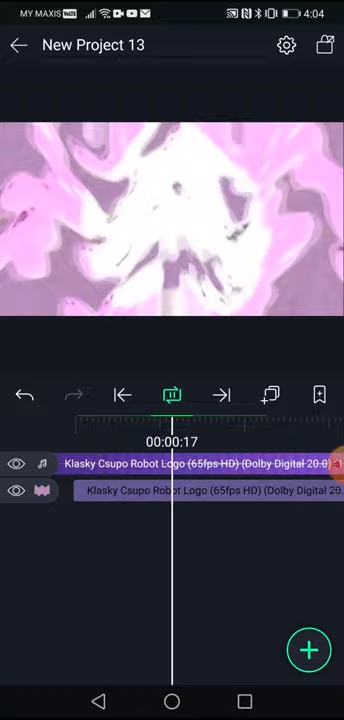 MY MAXIS VoLTE 4:04
New Project 13
00:00:17
Klasky Csupo Robot Logo (65fps HD) (Dolby Digital 20.0)
Klasky Csupo Robot Logo (65fps HD) (Dolby Digital 20.